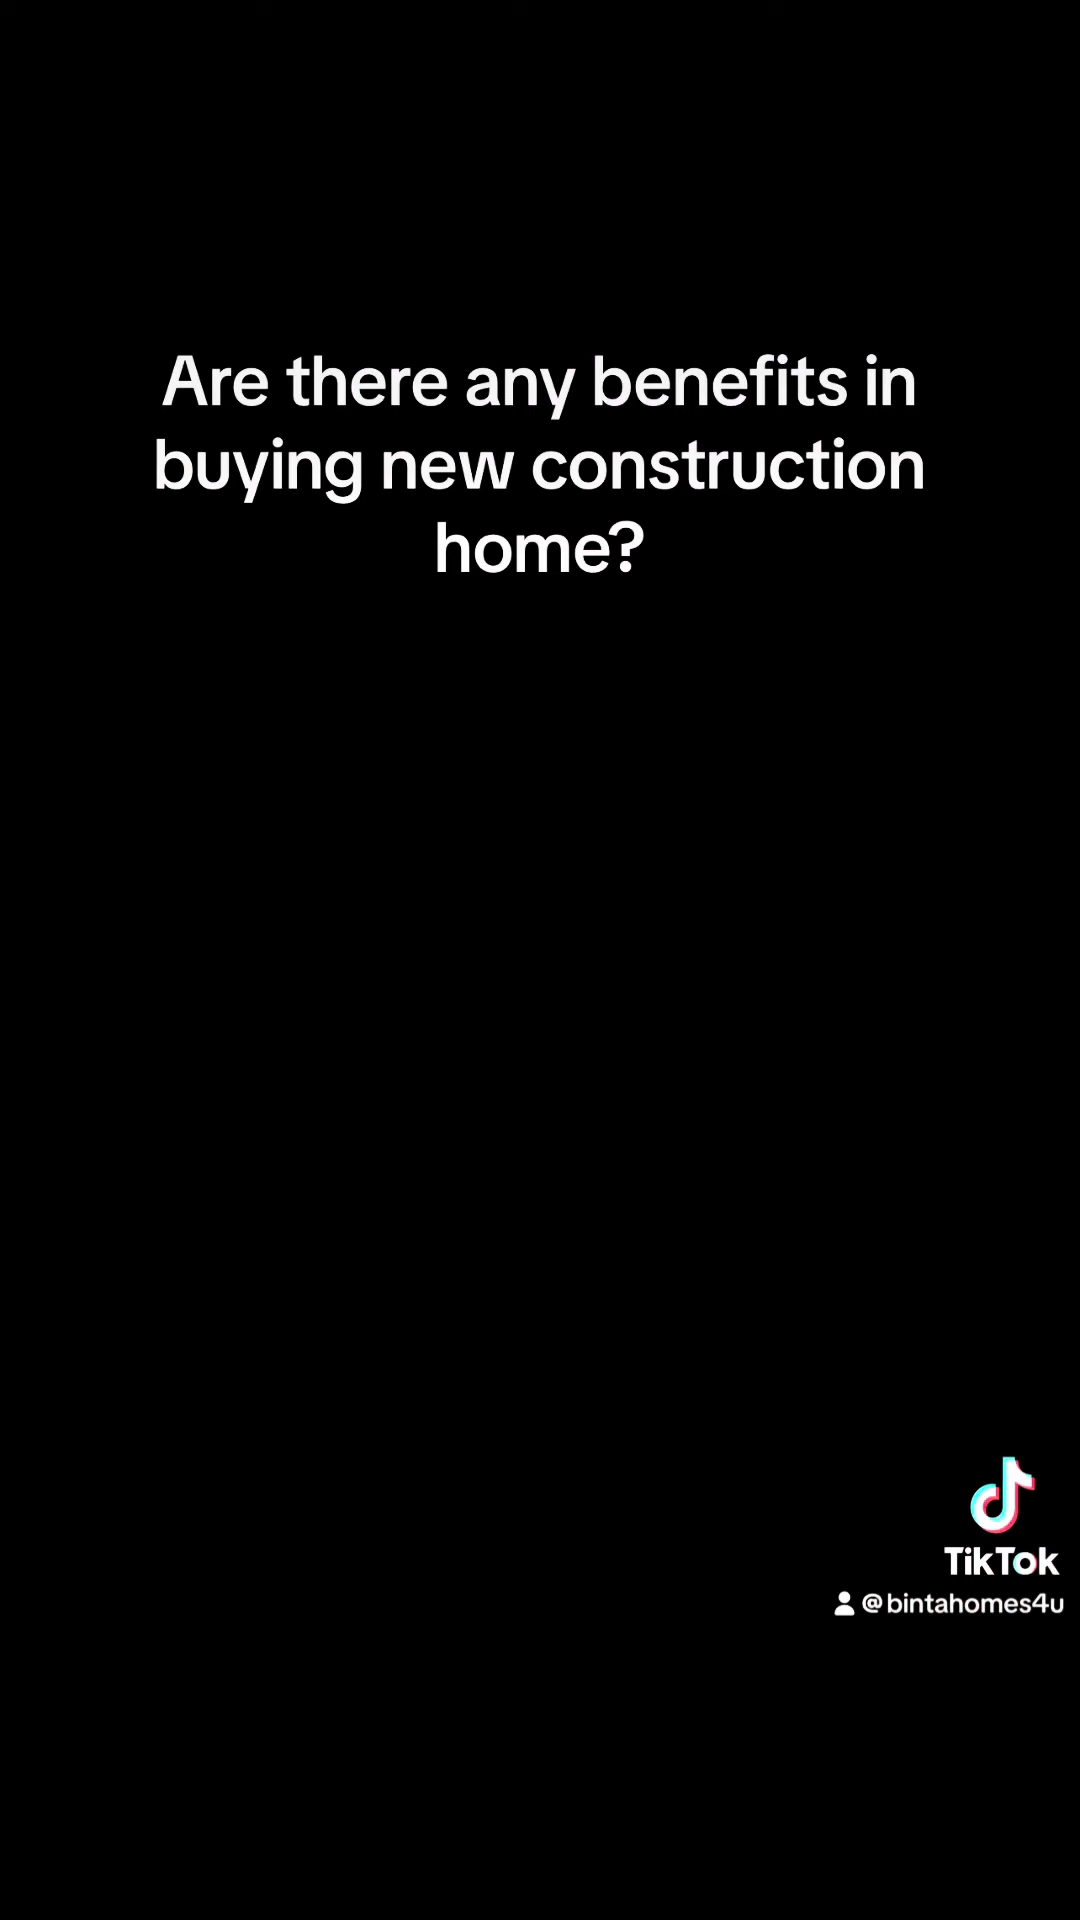 Are there any benefits in
buying new construction
home?
TikTok
@bintahomes4u